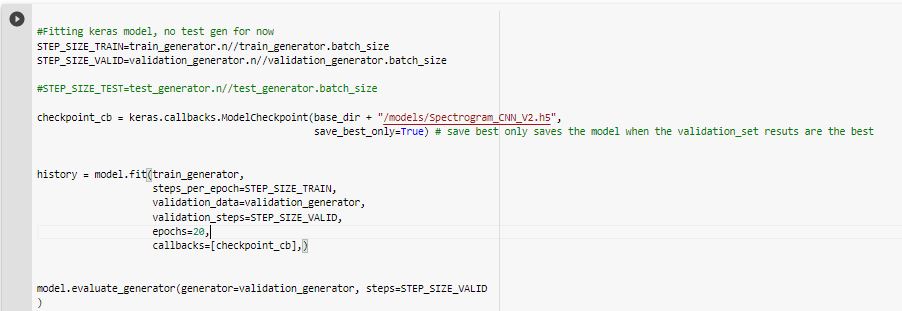 #Fitting keras model, no test gen for now
STEP_SIZE_TRAIN=train_generator.n//train_generator.batch_size
STEP_SIZE_VALID=validation_generator.n//validation_generator.batch_size
#STEP_SIZE_TEST=test_generator.n//test_generator.batch_size
checkpoint_cb = keras.callbacks.ModelCheckpoint(base_dir + "/models/Spectrogram_CNN_V2.h5",
save_best_only=True) # save best only saves the model when the validation_set resuts are the best
history = model.fit(train_generator,
steps_per_epoch=STEP_SIZE_TRAIN,
validation_data=validation_generator,
validation_steps=STEP_SIZE_VALID,
epochs=20,
callbacks=[checkpoint_cb],)
model.evaluate_generator(generator=validation_generator, steps=STEP_SIZE_VALID
)